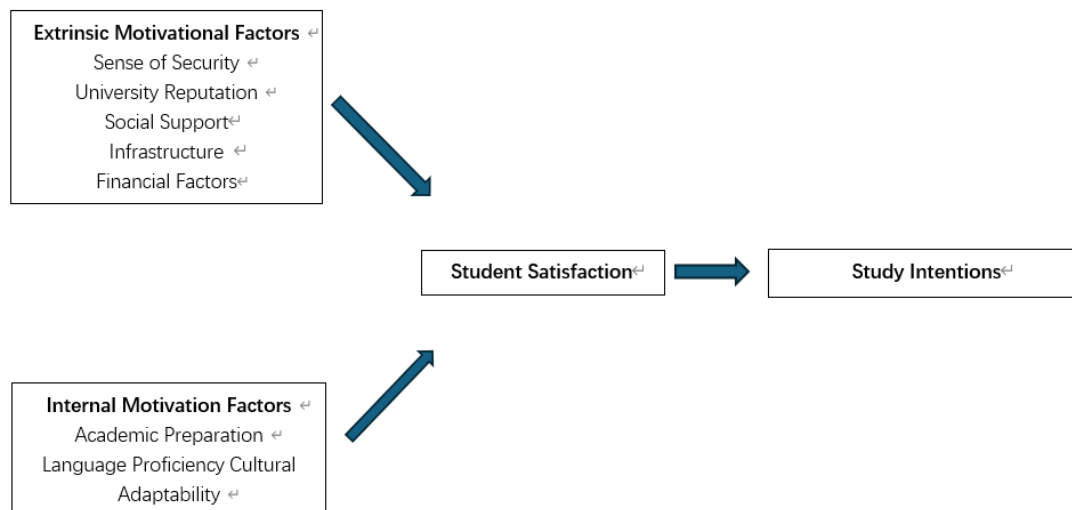 Extrinsic Motivational Factors ↵
Sense of Security ↵
University Reputation ↵
Social Support↵
Infrastructure ↵
Financial Factors↵
Student Satisfaction↵
Study Intentions↵
Internal Motivation Factors ↵
Academic Preparation ↵
Language Proficiency Cultural
Adaptability ↵